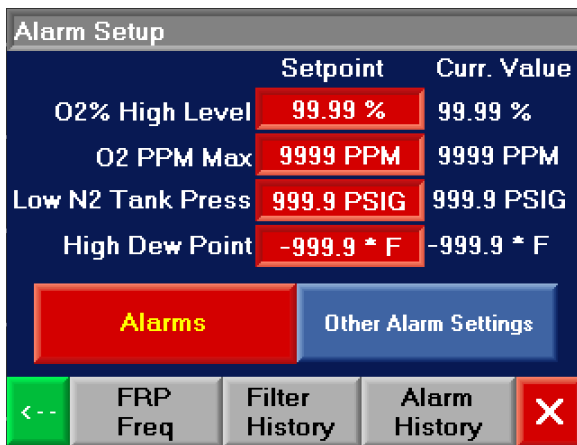 Alarm Setup
Setpoint Curr. Value
O2% High Level 99.99 % 99.99 %
O2 PPM Max 9999 PPM 9999 PPM
Low N2 Tank Press 999.9 PSIG 999.9 PSIG
High Dew Point -999.9 * F -999.9 * F
Alarms Other Alarm Settings
<-- FRP Freq Filter History Alarm History X